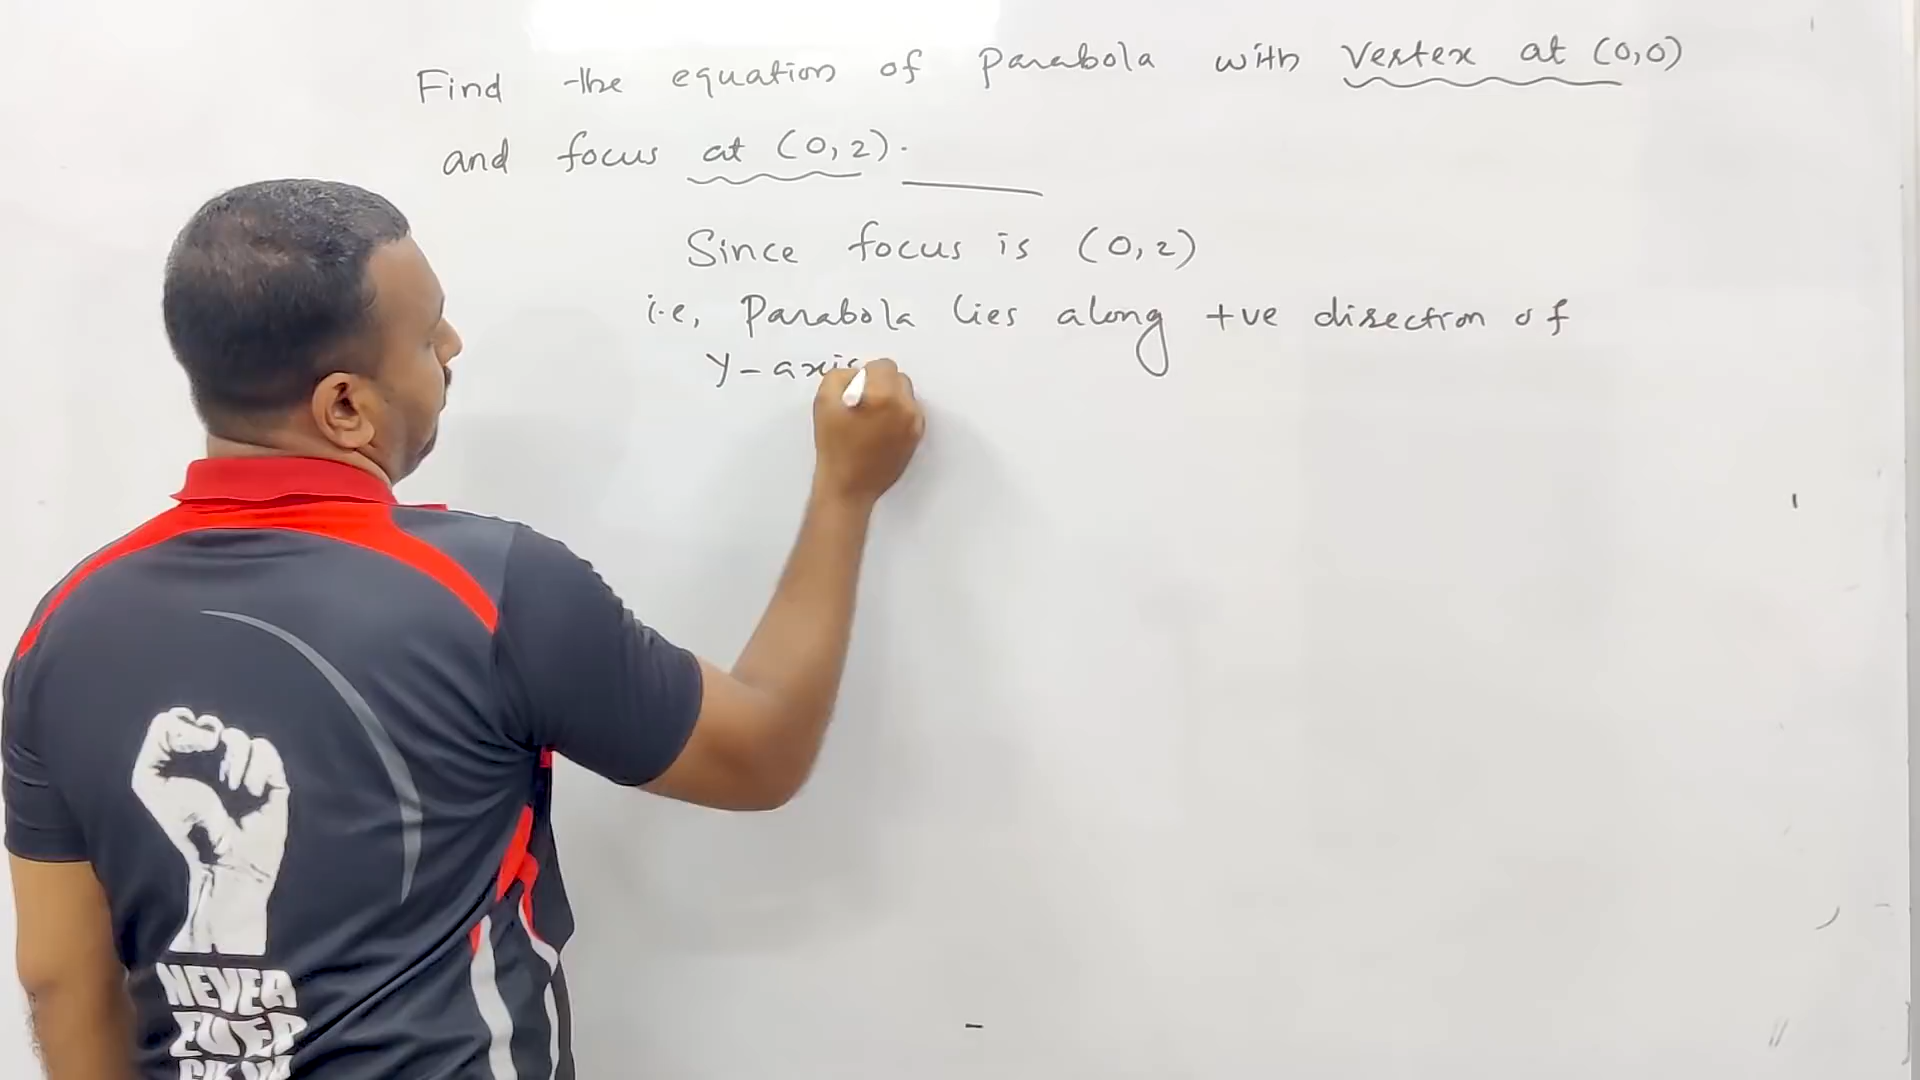 Find the equation of parabola with vertex at (0,0)
and focus at (0,2).
Since focus is (0,2)
i.e, Parabola lies along +ve direction of
y-axis
NEVER
EVER